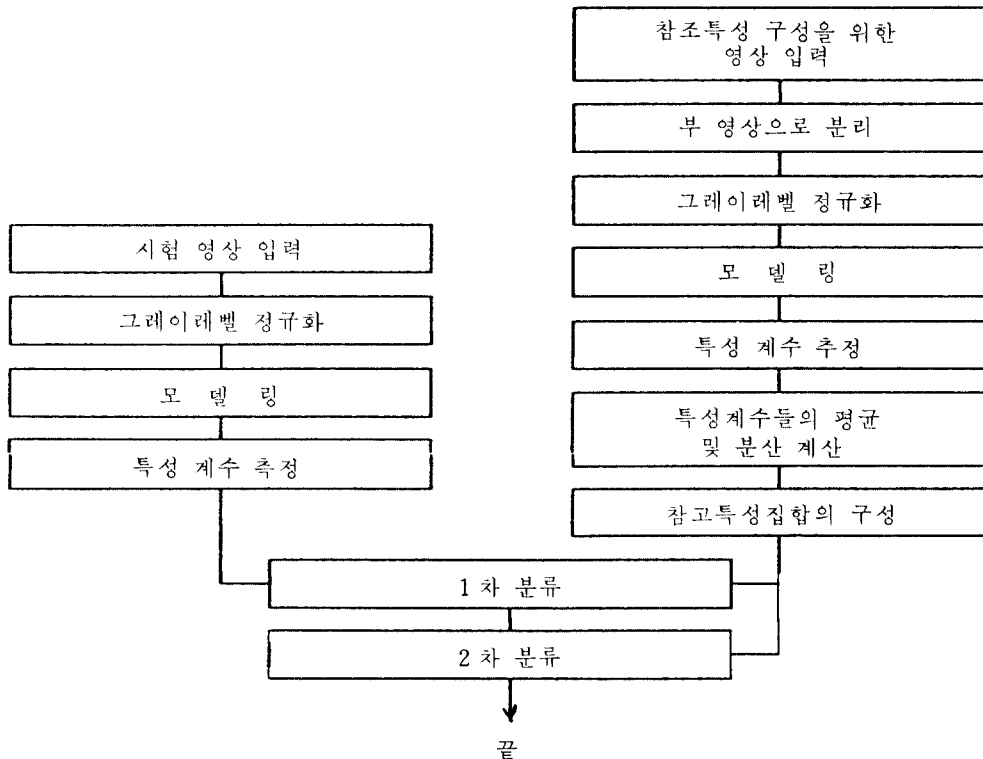 참조특성 구성을 위한
영상 입력
부 영상으로 분리
그레이레벨 정규화
모 델 링
특성 계수 추정
특성계수들의 평균
및 분산 계산
참고특성집합의 구성
시험 영상 입력
그레이레벨 정규화
모 델 링
특성 계수 측정
1차 분류
2차 분류
끝